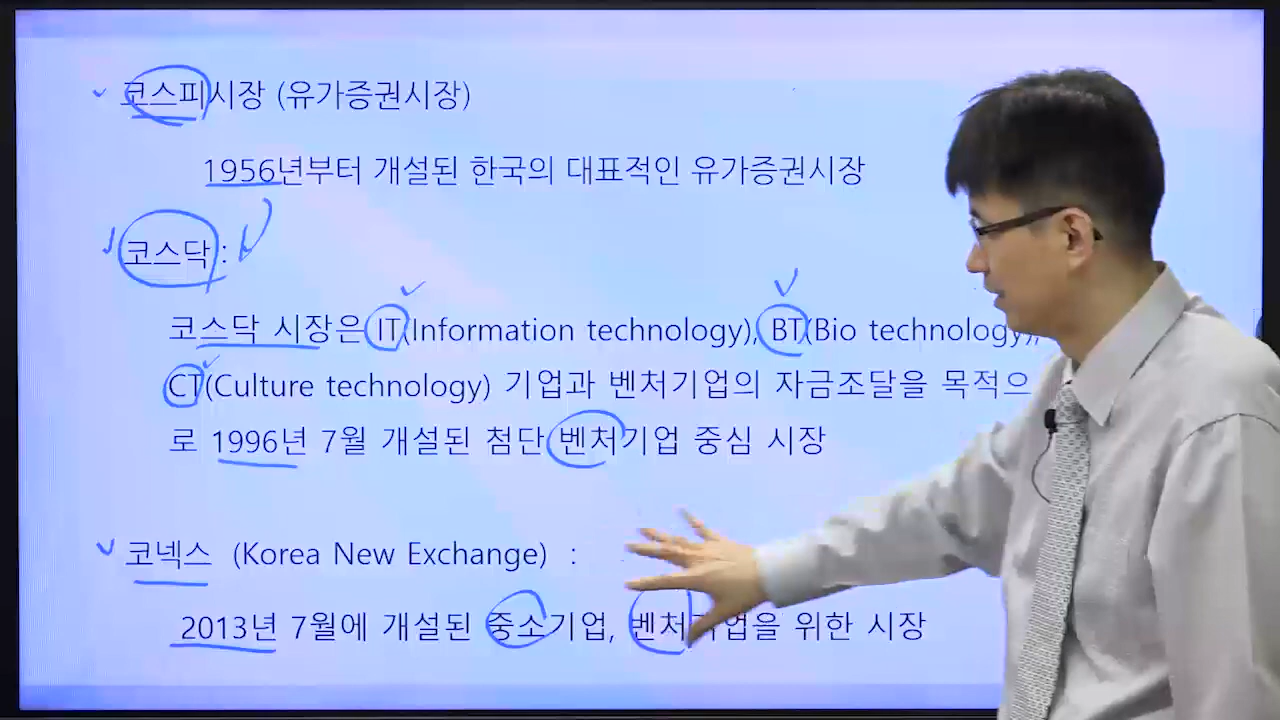 코스피시장 (유가증권시장)
1956년부터 개설된 한국의 대표적인 유가증권시장
코스닥 :
코스닥 시장은 IT(Information technology), BT(Bio technology),
CT(Culture technology) 기업과 벤처기업의 자금조달을 목적으
로 1996년 7월 개설된 첨단 벤처기업 중심 시장
코넥스 (Korea New Exchange) :
2013년 7월에 개설된 중소기업, 벤처기업을 위한 시장